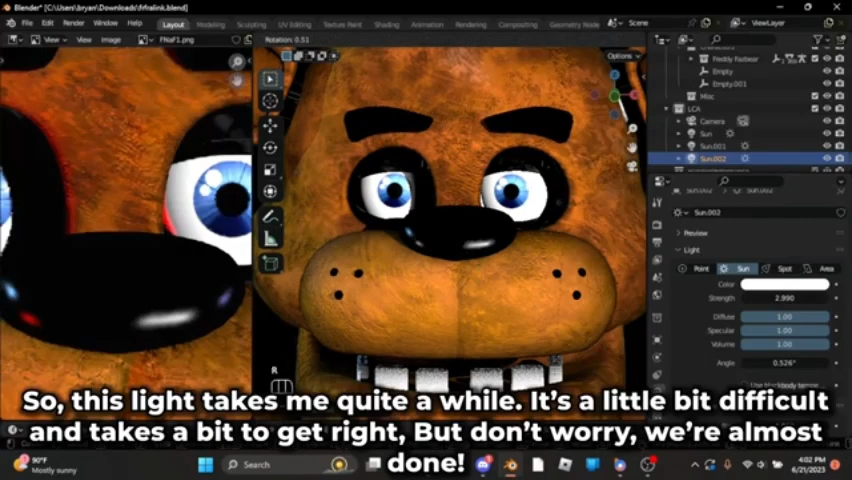 Blender* [C:\Users\bryan\Downloads\frfralink.blend]
File Edit Render Window Help Layout Modeling Sculpting UV Editing Texture Paint Shading Animation Rendering Compositing Geometry Node
Scene ViewLayer
View View Image FNaF1.png
Rotation: 0.51
Options
Freddy Fazbear
Empty
Empty.001
Misc
LCA
Camera
Sun
Sun.001
Sun.002
Sun.002
Preview
Light
Point Sun Spot Area
Color
Strength 2.990
Diffuse 1.00
Specular 1.00
Volume 1.00
Angle 0.526°
R
So, this light takes me quite a while. It's a little bit difficult
and takes a bit to get right, But don't worry, we're almost
done!
90°F
Mostly sunny
Search
4:02 PM
6/21/2023